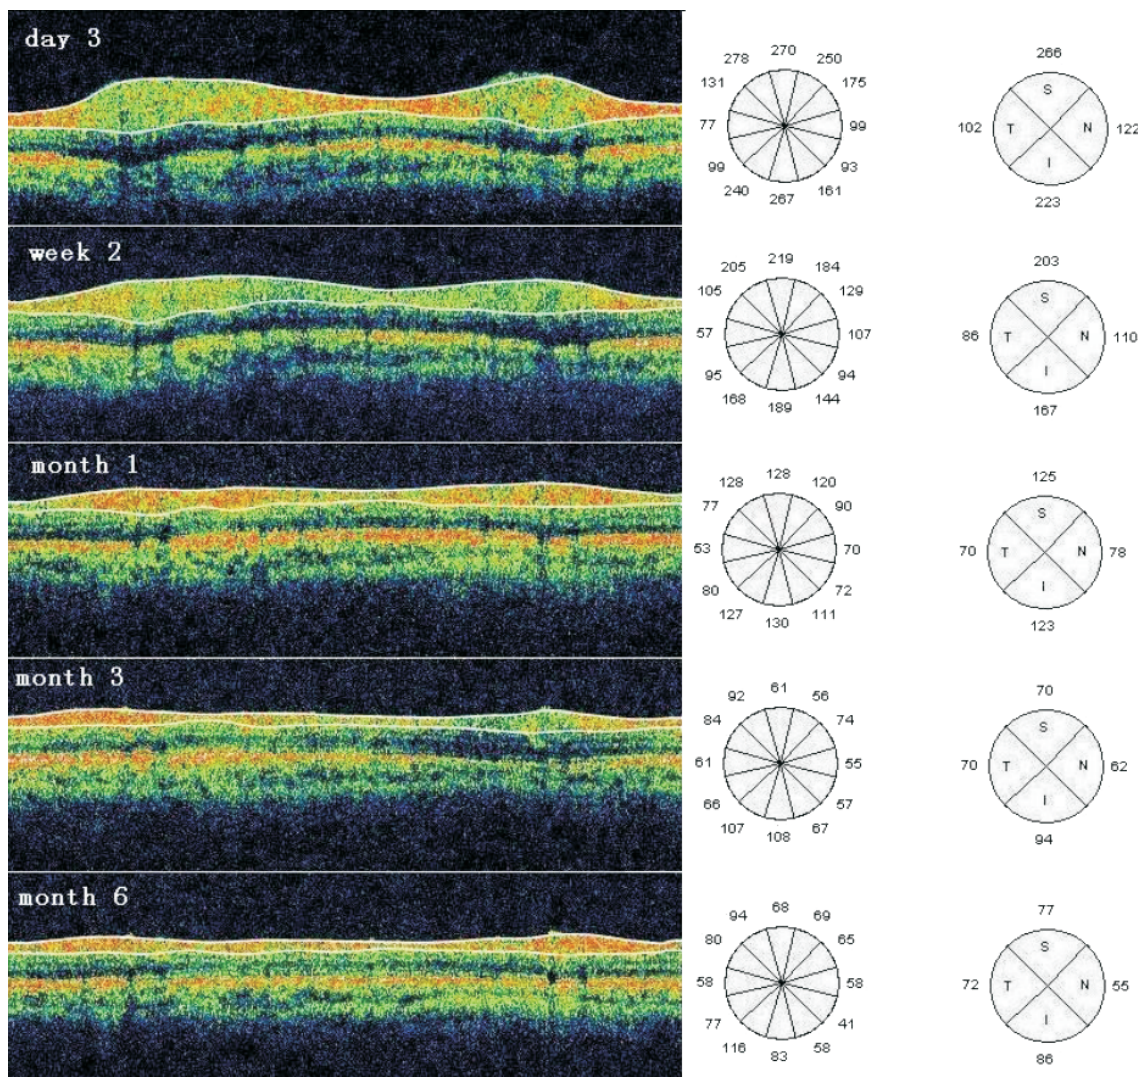 day 3
278 270 250
131 175
77 99
99 93
240 267 161
266
S
102 T N 122
I
223
week 2
205 219 184
105 129
57 107
95 94
168 189 144
203
S
86 T N 110
I
167
month 1
128 128 120
77 90
53 70
80 72
127 130 111
125
S
70 T N 78
I
123
month 3
92 61 56
84 74
61 55
66 57
107 108 67
70
S
70 T N 62
I
94
month 6
94 68 69
80 65
58 58
77 41
116 83 58
77
S
72 T N 55
I
86